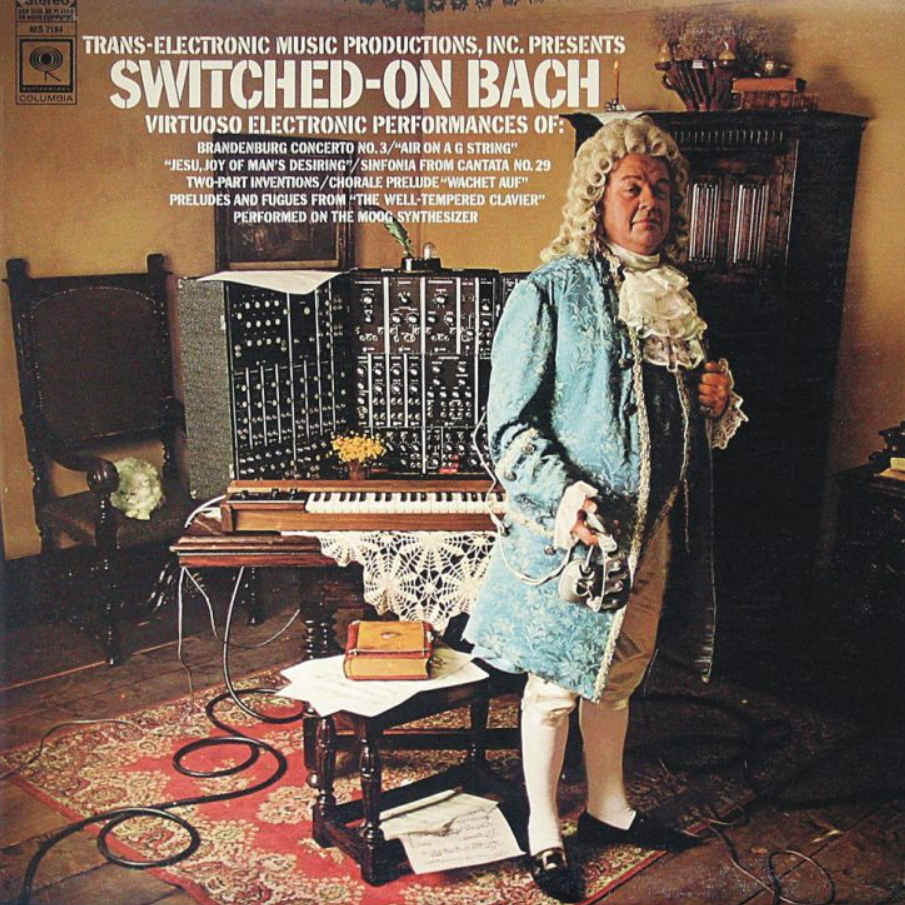 Stereo
MS 7194
COLUMBIA
TRANS-ELECTRONIC MUSIC PRODUCTIONS, INC. PRESENTS
SWITCHED-ON BACH
VIRTUOSO ELECTRONIC PERFORMANCES OF:
BRANDENBURG CONCERTO NO. 3/“AIR ON A G STRING”
“JESU, JOY OF MAN'S DESIRING”/SINFONIA FROM CANTATA NO. 29
TWO-PART INVENTIONS/CHORALE PRELUDE “WACHET AUF”
PRELUDES AND FUGUES FROM “THE WELL-TEMPERED CLAVIER”
PERFORMED ON THE MOOG SYNTHESIZER